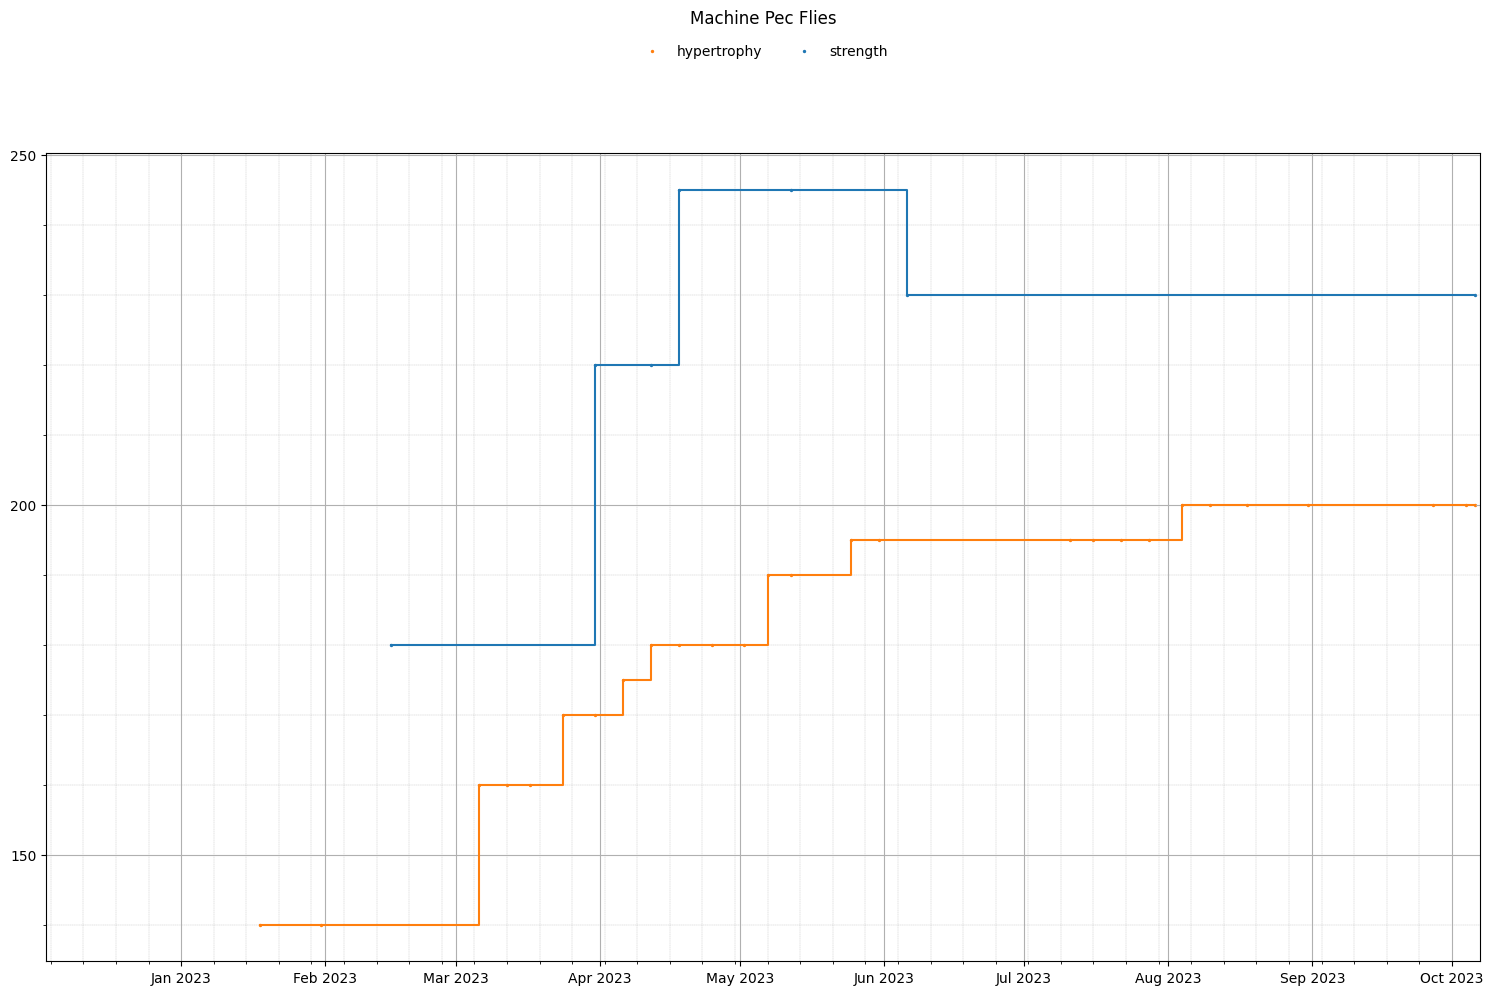 Machine Pec Flies
hypertrophy strength
250
200
150
Jan 2023 Feb 2023 Mar 2023 Apr 2023 May 2023 Jun 2023 Jul 2023 Aug 2023 Sep 2023 Oct 2023